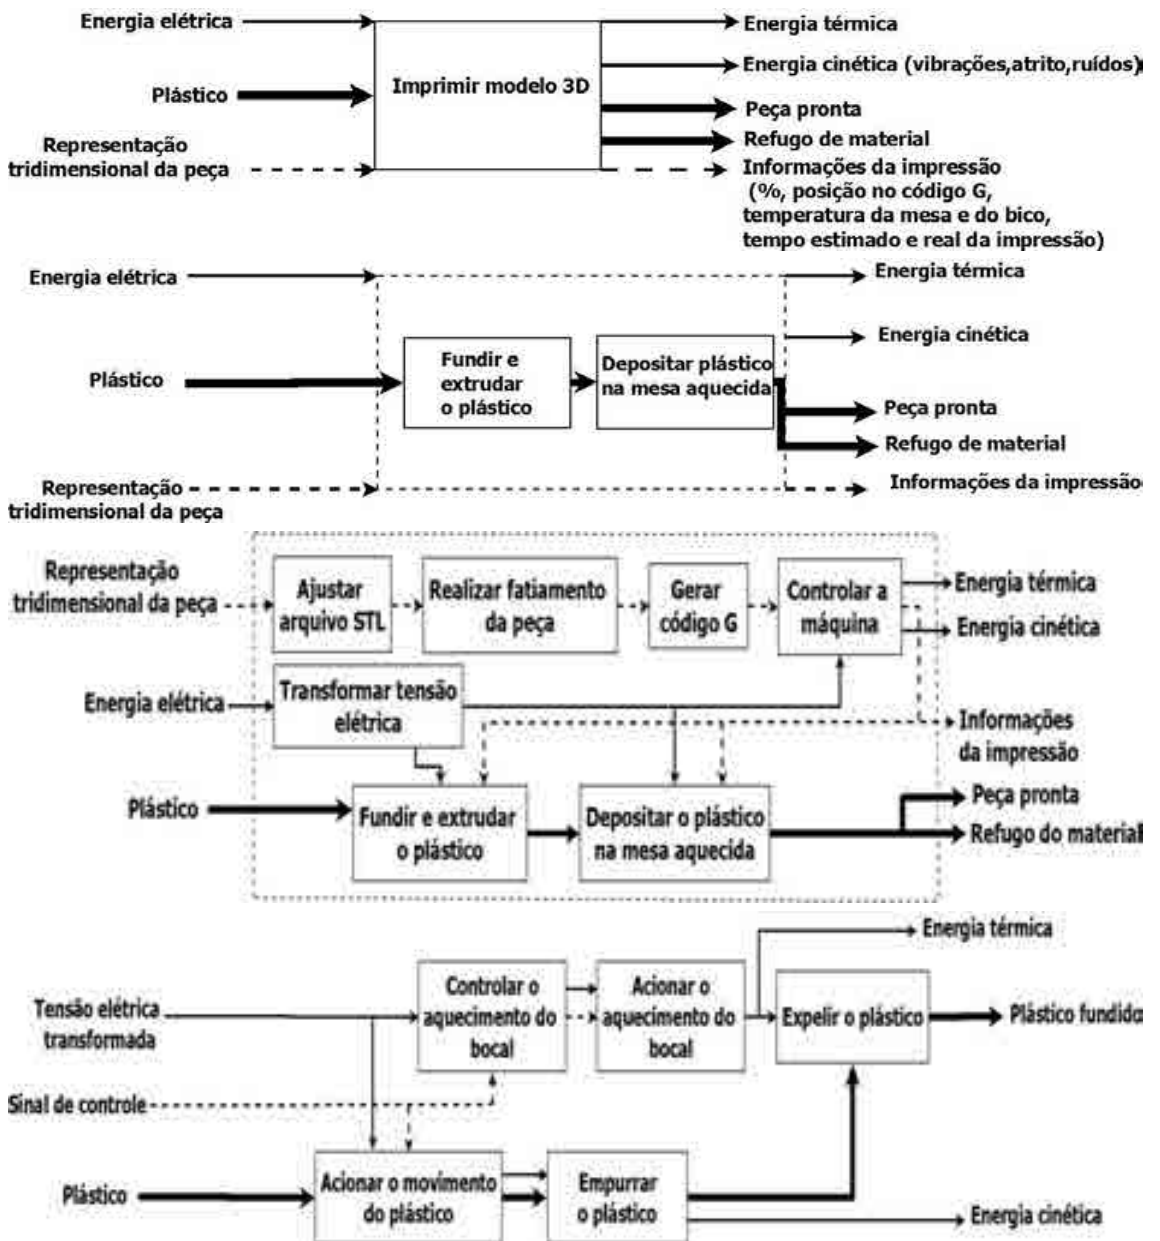 Energia elétrica
Plástico
Representação
tridimensional da peça
Imprimir modelo 3D
Energia térmica
Energia cinética (vibrações,atrito,ruídos)
Peça pronta
Refugo de material
Informações da impressão
(%, posição no código G,
temperatura da mesa e do bico,
tempo estimado e real da impressão)
Energia elétrica
Plástico
Representação
tridimensional da peça
Fundir e
extrudar
o plástico
Depositar plástico
na mesa aquecida
Energia térmica
Energia cinética
Peça pronta
Refugo de material
Informações da impressão
Representação
tridimensional da peça
Ajustar
arquivo STL
Realizar fatiamento
da peça
Gerar
código G
Controlar a
máquina
Energia térmica
Energia cinética
Energia elétrica
Transformar tensão
elétrica
Informações
da impressão
Plástico
Fundir e extrudar
o plástico
Depositar o plástico
na mesa aquecida
Peça pronta
Refugo do material
Tensão elétrica
transformada
Controlar o
aquecimento do
bocal
Acionar o
aquecimento do
bocal
Energia térmica
Expelir o plástico
Plástico fundido
Sinal de controle
Plástico
Acionar o movimento
do plástico
Empurrar
o plástico
Energia cinética